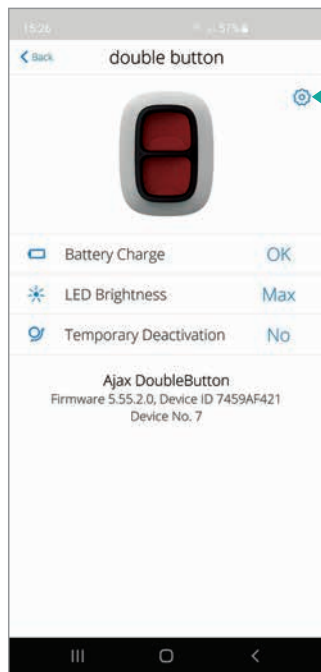 15:26 57%
Back double button
Battery Charge OK
LED Brightness Max
Temporary Deactivation No
Ajax DoubleButton
Firmware 5.55.2.0, Device ID 7459AF421
Device No. 7